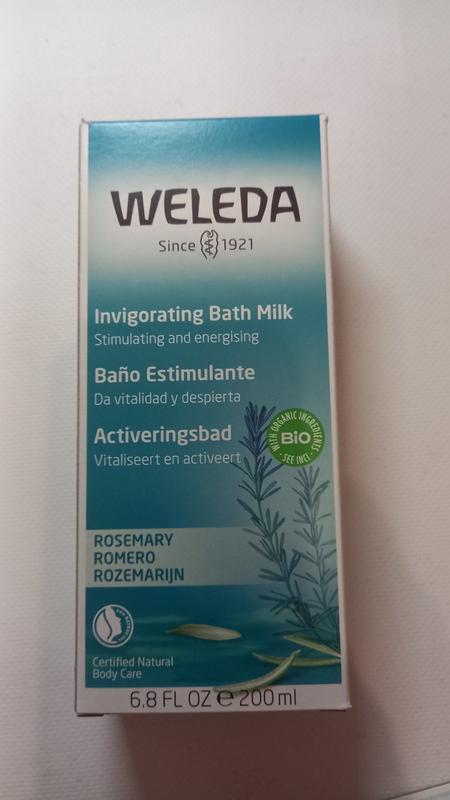 WELEDA
Since 1921
Invigorating Bath Milk
Stimulating and energising
Baño Estimulante
Da vitalidad y despierta
Activeringsbad
Vitaliseert en activeert
WITH ORGANIC INGREDIENTS
BiO
· SEE INCI ·
ROSEMARY
ROMERO
ROZEMARIJN
Certified Natural
Body Care
6.8 FL OZ ℮ 200 ml